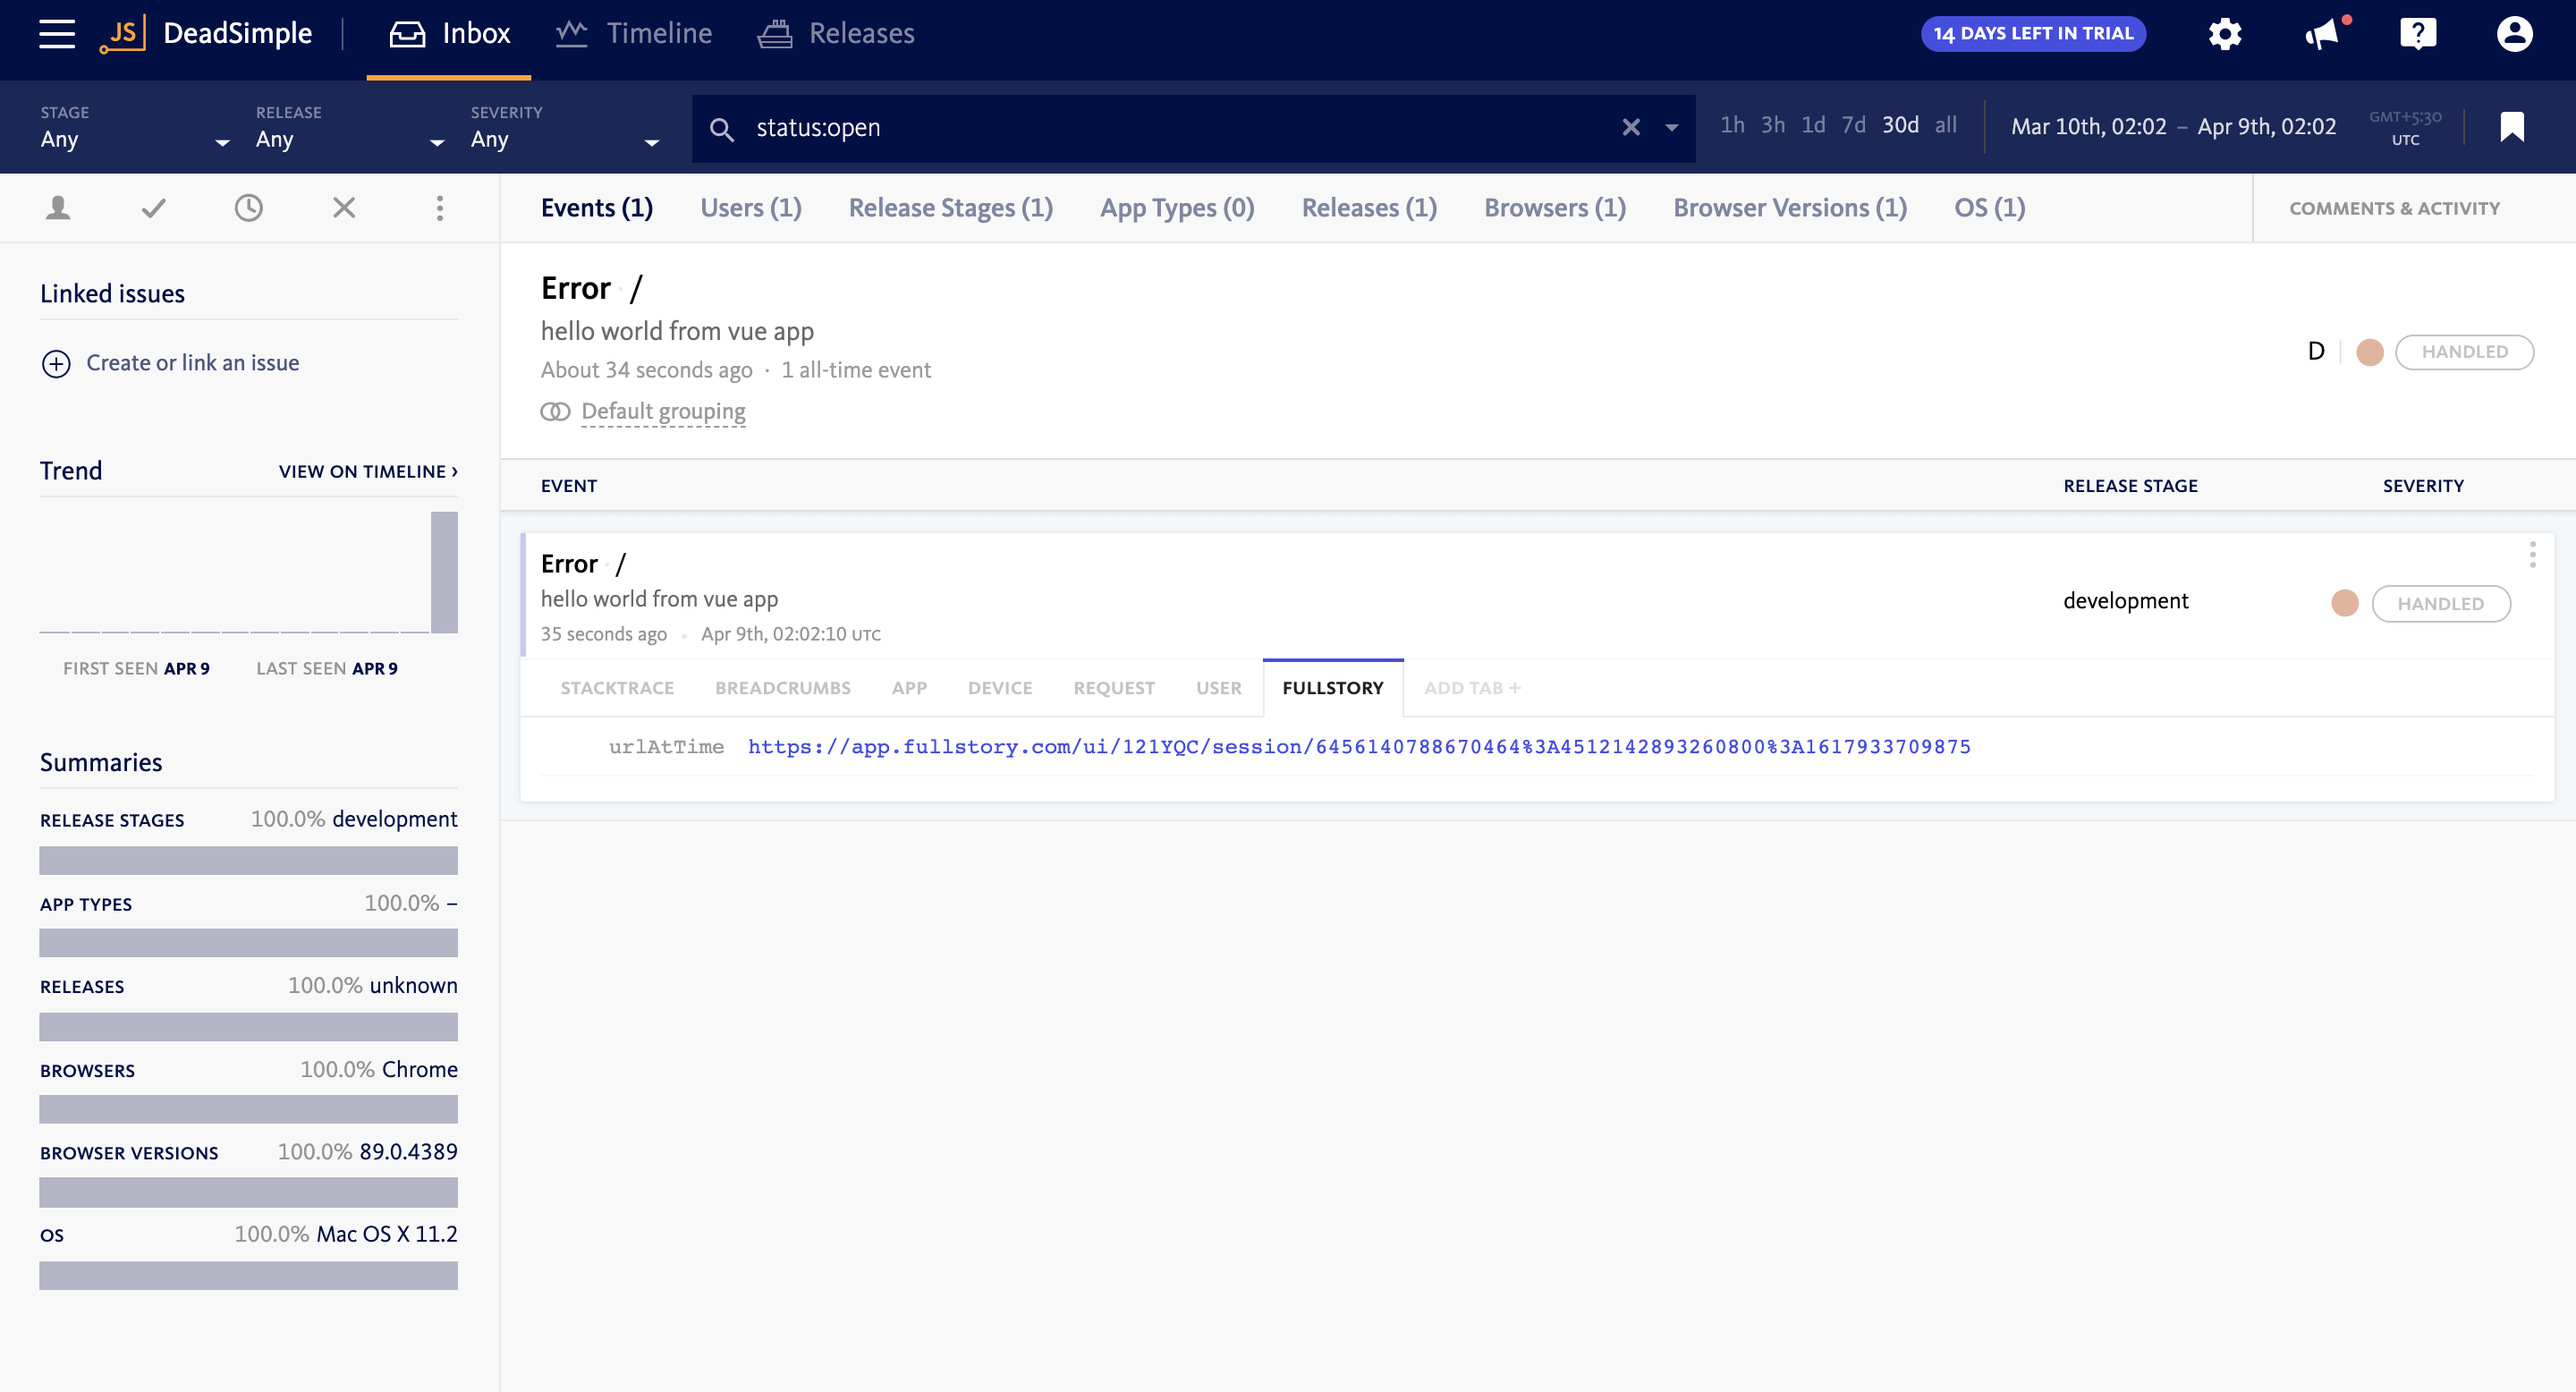 JS DeadSimple Inbox Timeline Releases 14 DAYS LEFT IN TRIAL ?
STAGE RELEASE SEVERITY
Any Any Any
status:open 1h 3h 1d 7d 30d all Mar 10th, 02:02 – Apr 9th, 02:02 GMT+5:30
UTC
Events (1) Users (1) Release Stages (1) App Types (0) Releases (1) Browsers (1) Browser Versions (1) OS (1) COMMENTS & ACTIVITY
Linked issues
Create or link an issue
Trend VIEW ON TIMELINE ›
FIRST SEEN APR 9 LAST SEEN APR 9
Summaries
RELEASE STAGES 100.0% development
APP TYPES 100.0% –
RELEASES 100.0% unknown
BROWSERS 100.0% Chrome
BROWSER VERSIONS 100.0% 89.0.4389
OS 100.0% Mac OS X 11.2
Error · /
hello world from vue app
About 34 seconds ago · 1 all-time event
Default grouping
D HANDLED
EVENT RELEASE STAGE SEVERITY
Error · /
hello world from vue app
35 seconds ago • Apr 9th, 02:02:10 UTC
development HANDLED
STACKTRACE BREADCRUMBS APP DEVICE REQUEST USER FULLSTORY ADD TAB +
urlAtTime https://app.fullstory.com/ui/121YQC/session/6456140788670464%3A4512142893260800%3A1617933709875